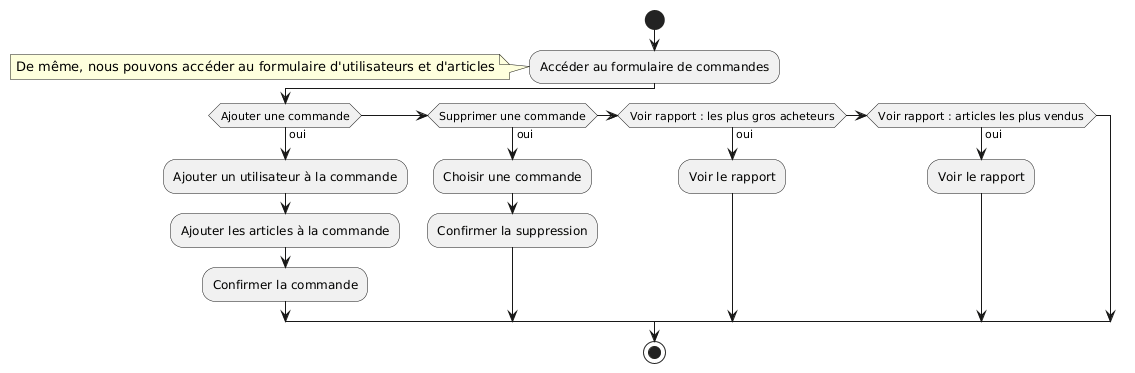 De même, nous pouvons accéder au formulaire d'utilisateurs et d'articles
Accéder au formulaire de commandes
Ajouter une commande
oui
Ajouter un utilisateur à la commande
Ajouter les articles à la commande
Confirmer la commande
Supprimer une commande
oui
Choisir une commande
Confirmer la suppression
Voir rapport : les plus gros acheteurs
oui
Voir le rapport
Voir rapport : articles les plus vendus
oui
Voir le rapport